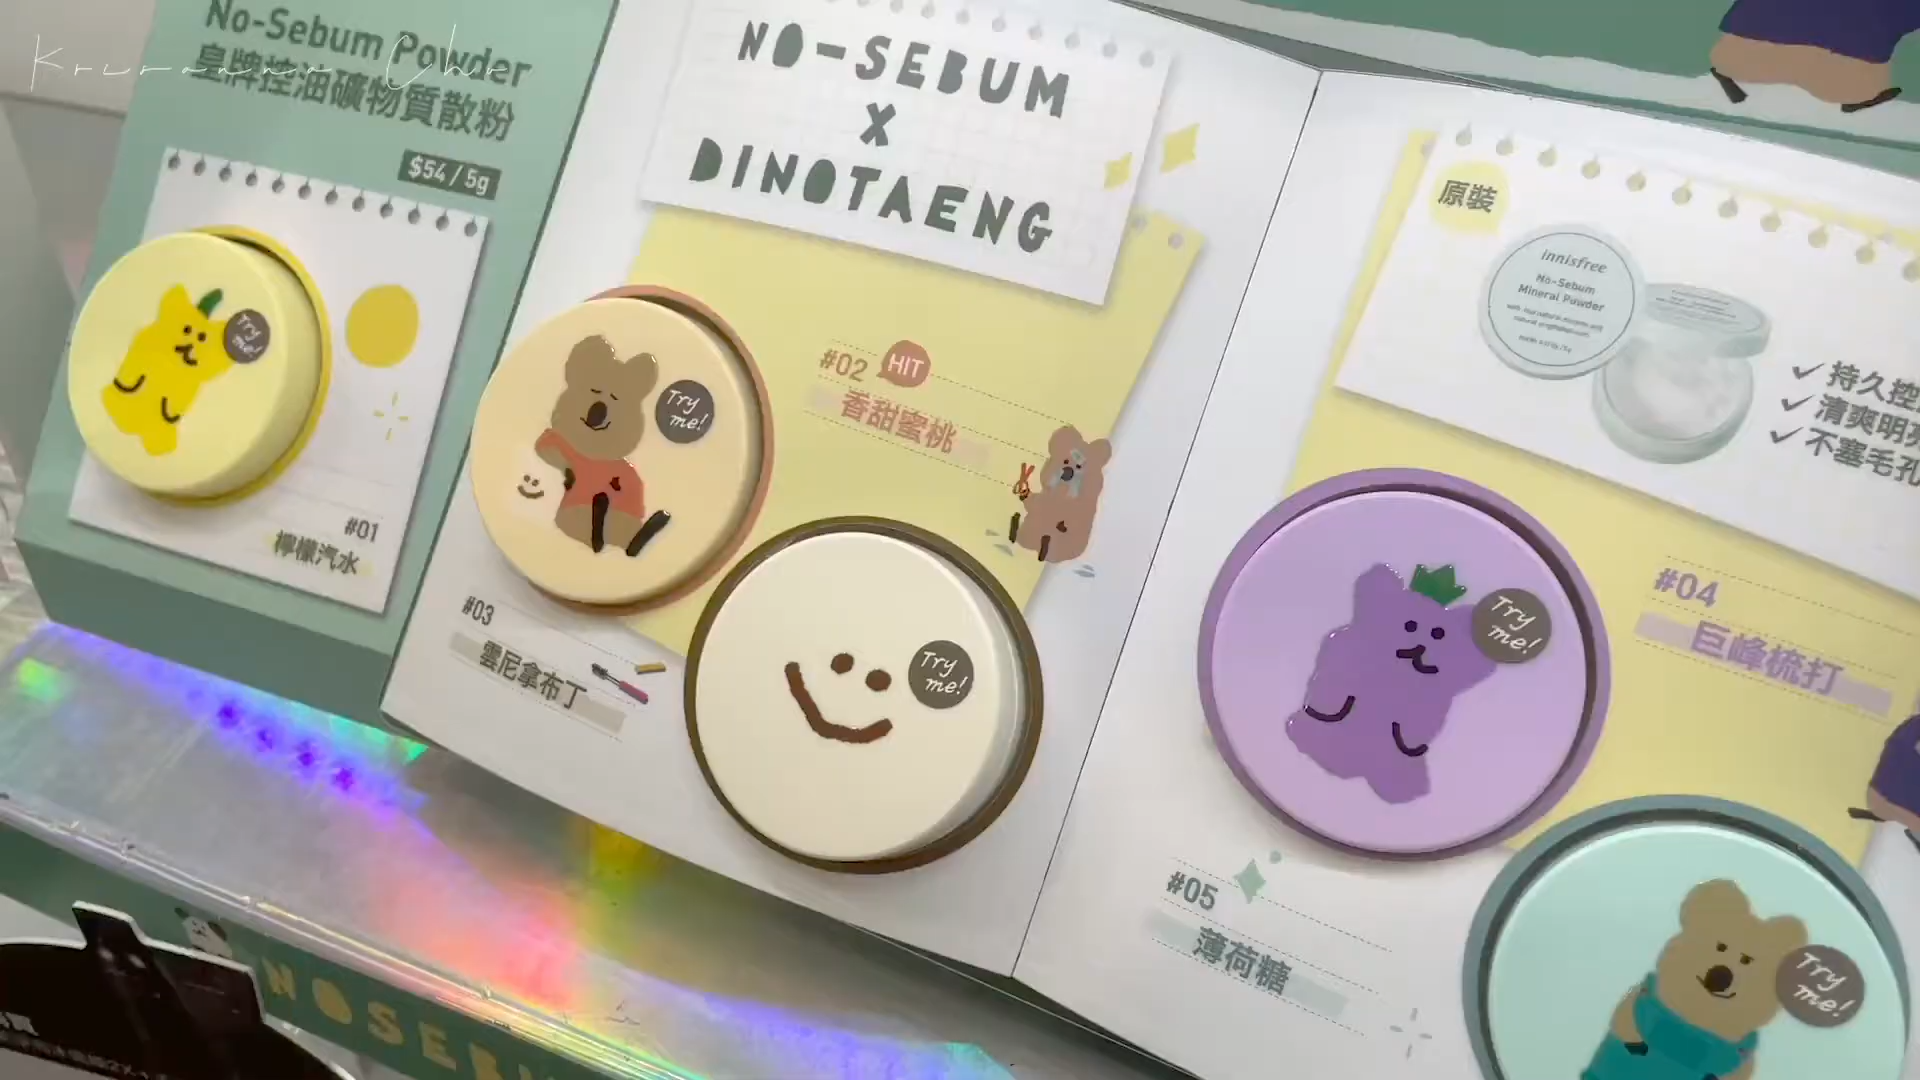 No-Sebum Powder
皇牌控油礦物質散粉
$54 / 5g
Try me!
#01
檸檬汽水
NO-SEBUM
X
DINOTAENG
#02 HIT
香甜蜜桃
Try me!
#03
雲尼拿布丁
Try me!
原裝
innisfree
No-Sebum
Mineral Powder
持久控
清爽明亮
不塞毛孔
#04
巨峰梳打
Try me!
#05
薄荷糖
Try me!
NOSEBU